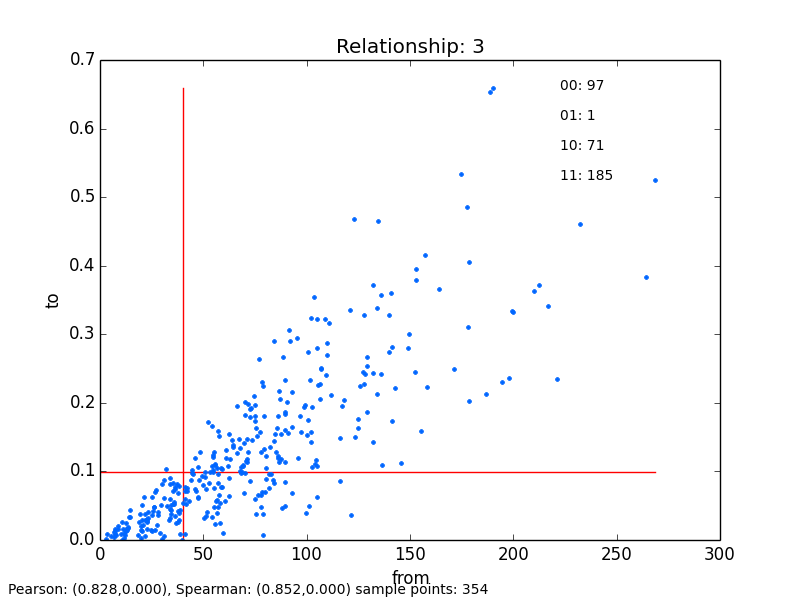 Relationship: 3
0.7
0.6
0.5
0.4
0.3
0.2
0.1
0.0
to
00: 97
01: 1
10: 71
11: 185
0 50 100 150 200 250 300
from
Pearson: (0.828,0.000), Spearman: (0.852,0.000) sample points: 354